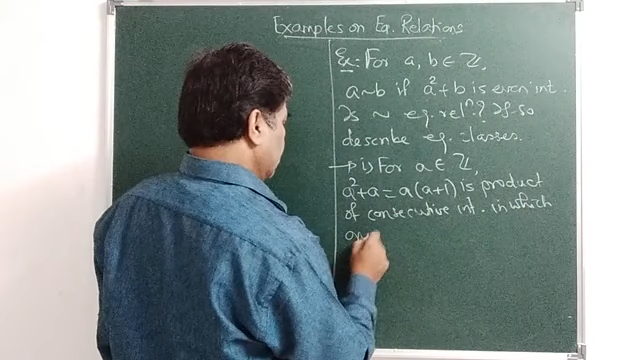 Examples on Eq. Relations
Ex: For a, b ∈ ℤ,
a ~ b if a² + b is even int.
Is ~ eq. relⁿ.? If so
describe eq. classes.
→ i) For a ∈ ℤ,
a² + a = a(a+1) is product
of consecutive int. in which